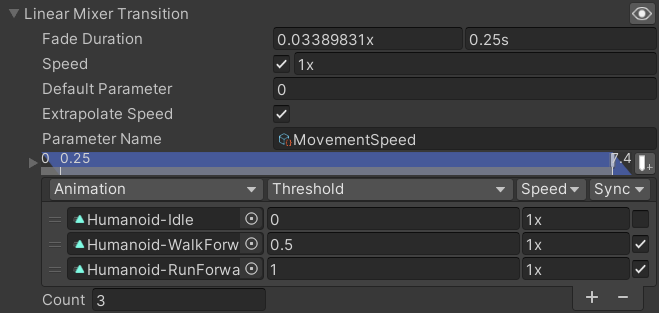 Linear Mixer Transition
Fade Duration 0.03389831x 0.25s
Speed 1x
Default Parameter 0
Extrapolate Speed
Parameter Name MovementSpeed
0 0.25 7.4
Animation Threshold Speed Sync
Humanoid-Idle 0 1x
Humanoid-WalkForw 0.5 1x
Humanoid-RunForwa 1 1x
Count 3 + −